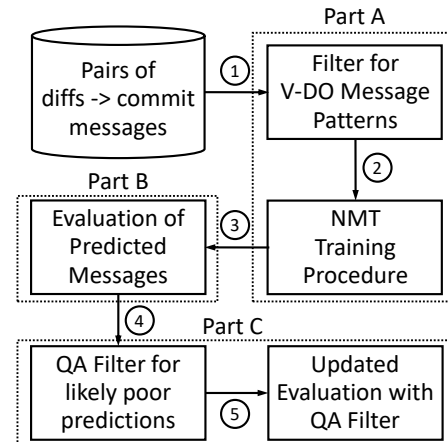 Part A
Pairs of
diffs -> commit
messages
1
Filter for
V-DO Message
Patterns
2
Part B
Evaluation of
Predicted
Messages
3
NMT
Training
Procedure
4
Part C
QA Filter for
likely poor
predictions
5
Updated
Evaluation with
QA Filter